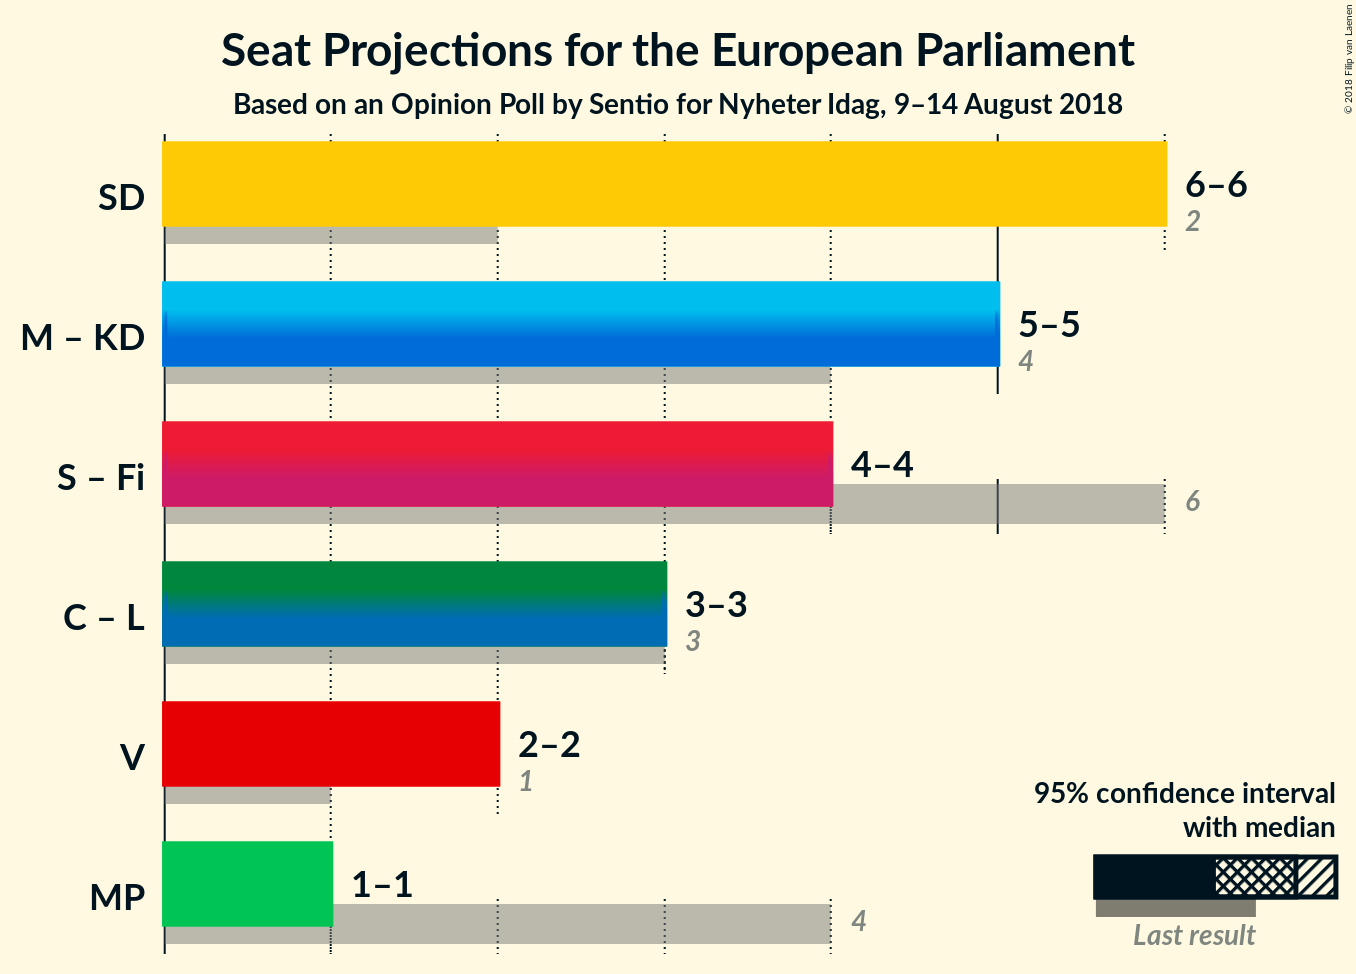 Seat Projections for the European Parliament
Based on an Opinion Poll by Sentio for Nyheter Idag, 9–14 August 2018
© 2018 Filip van Laenen
SD
6–6
2
M – KD
5–5
4
S – Fi
4–4
6
C – L
3–3
3
V
2–2
1
MP
1–1
4
95% confidence interval
with median
Last result